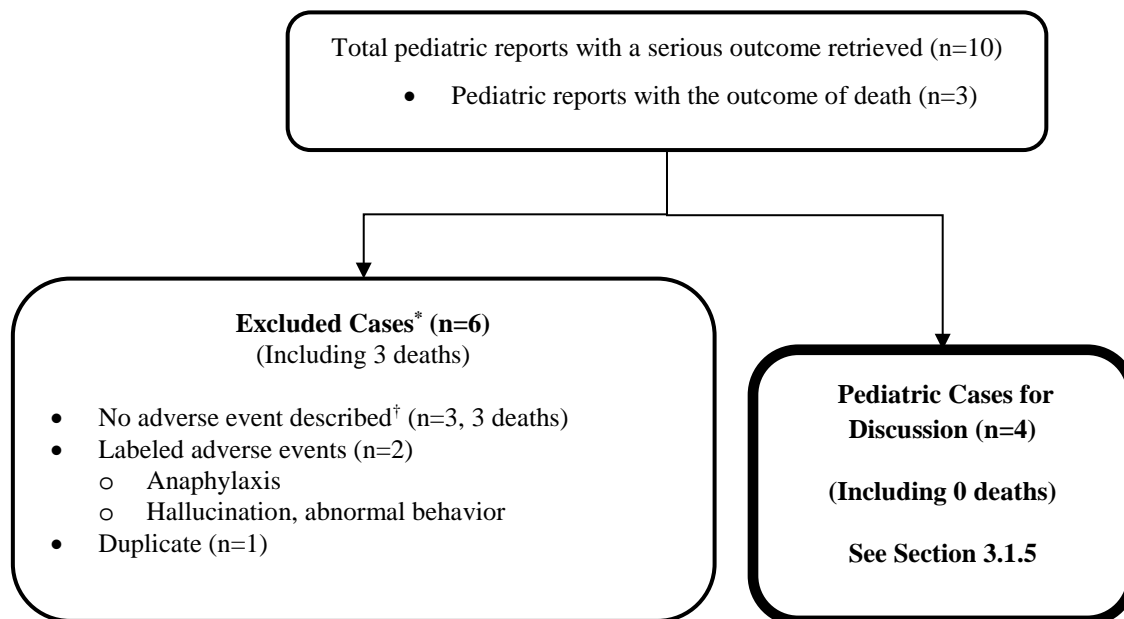 Total pediatric reports with a serious outcome retrieved (n=10)
• Pediatric reports with the outcome of death (n=3)
Excluded Cases* (n=6)
(Including 3 deaths)
• No adverse event described† (n=3, 3 deaths)
• Labeled adverse events (n=2)
o Anaphylaxis
o Hallucination, abnormal behavior
• Duplicate (n=1)
Pediatric Cases for
Discussion (n=4)
(Including 0 deaths)
See Section 3.1.5